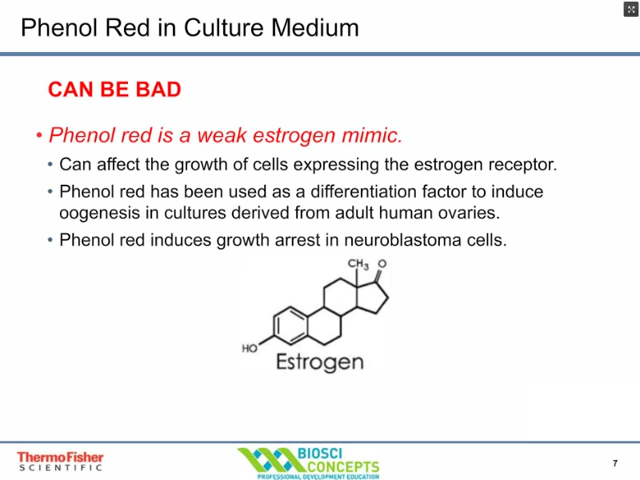 Phenol Red in Culture Medium
CAN BE BAD
• Phenol red is a weak estrogen mimic.
• Can affect the growth of cells expressing the estrogen receptor.
• Phenol red has been used as a differentiation factor to induce
oogenesis in cultures derived from adult human ovaries.
• Phenol red induces growth arrest in neuroblastoma cells.
CH3 O
HO
Estrogen
ThermoFisher
SCIENTIFIC
BIOSCI
CONCEPTS
PROFESSIONAL DEVELOPMENT EDUCATION
7